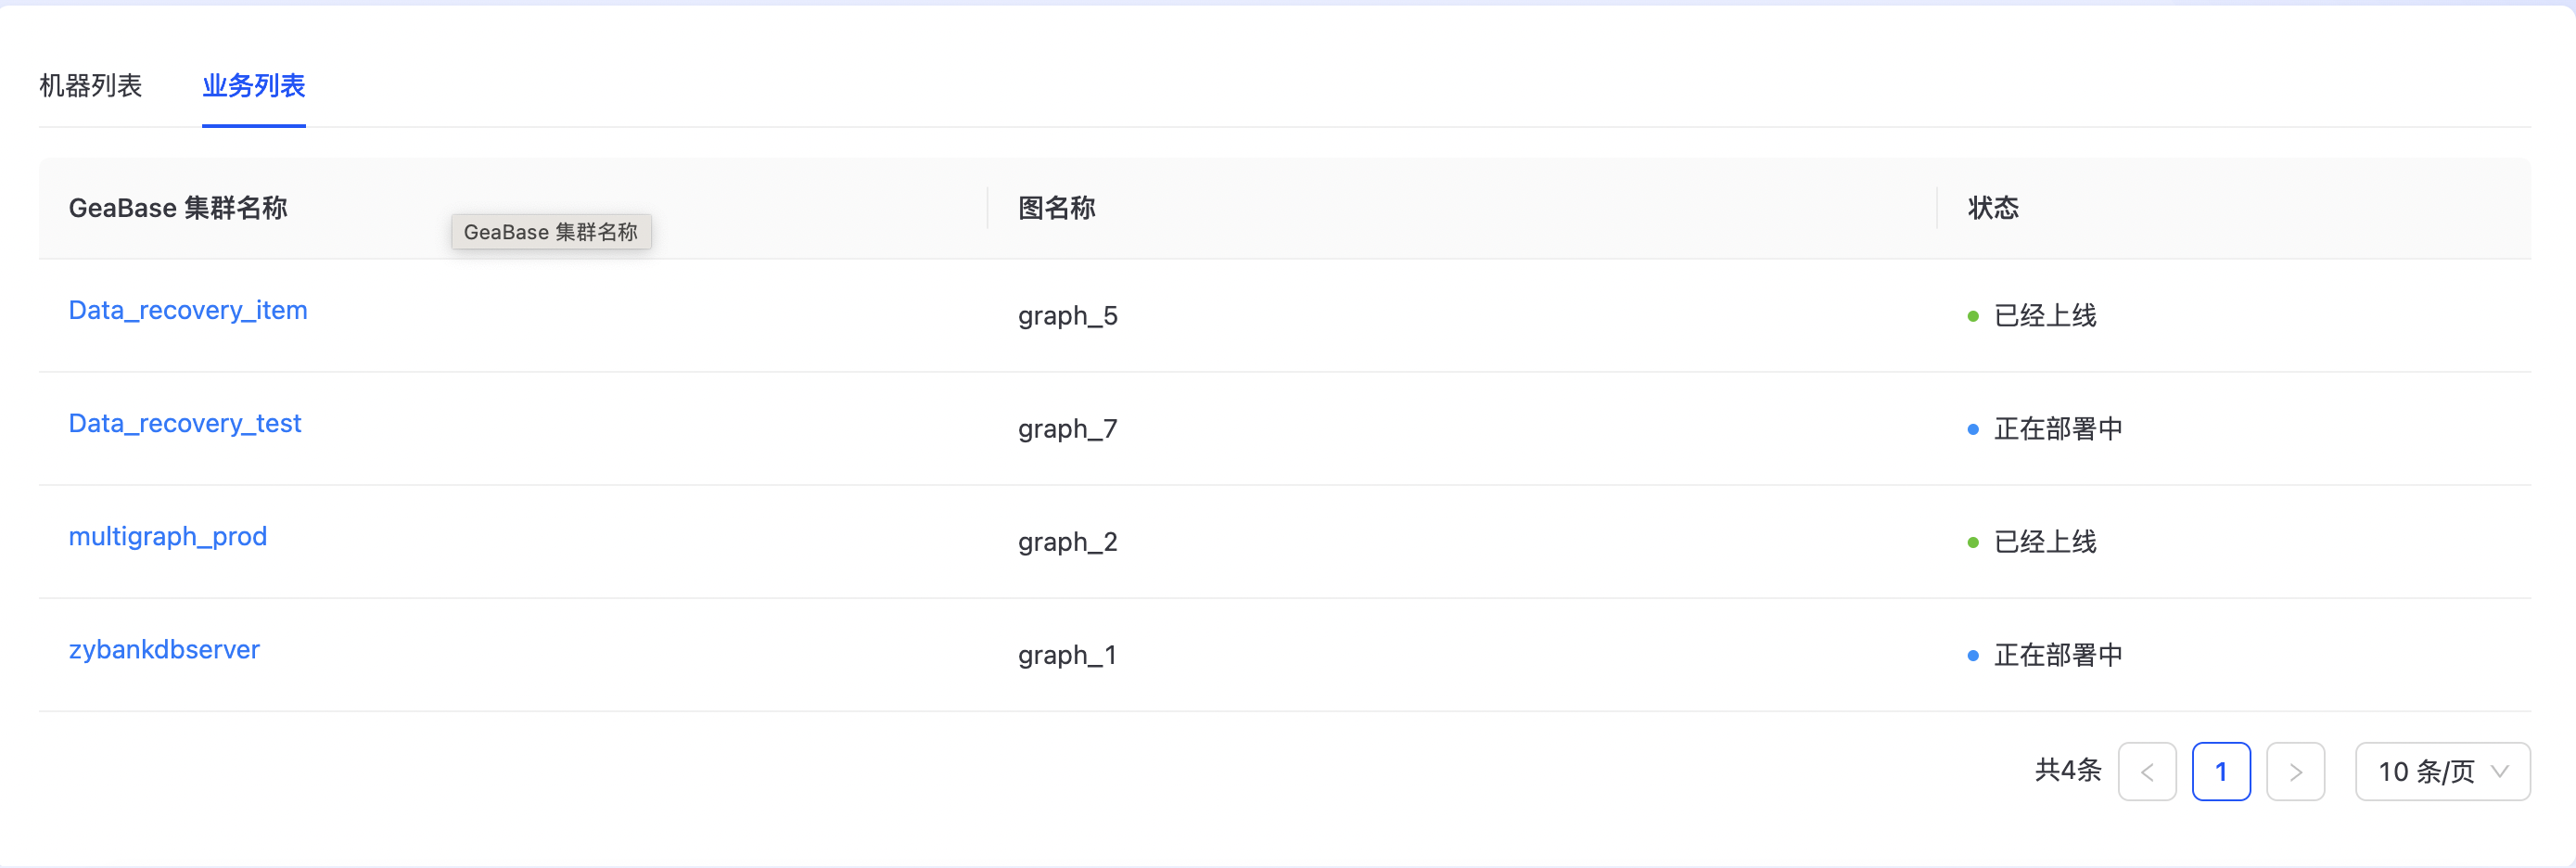 机器列表 业务列表
GeaBase 集群名称 图名称 状态
GeaBase 集群名称
Data_recovery_item graph_5 已经上线
Data_recovery_test graph_7 正在部署中
multigraph_prod graph_2 已经上线
zybankdbserver graph_1 正在部署中
共4条 < 1 > 10 条/页